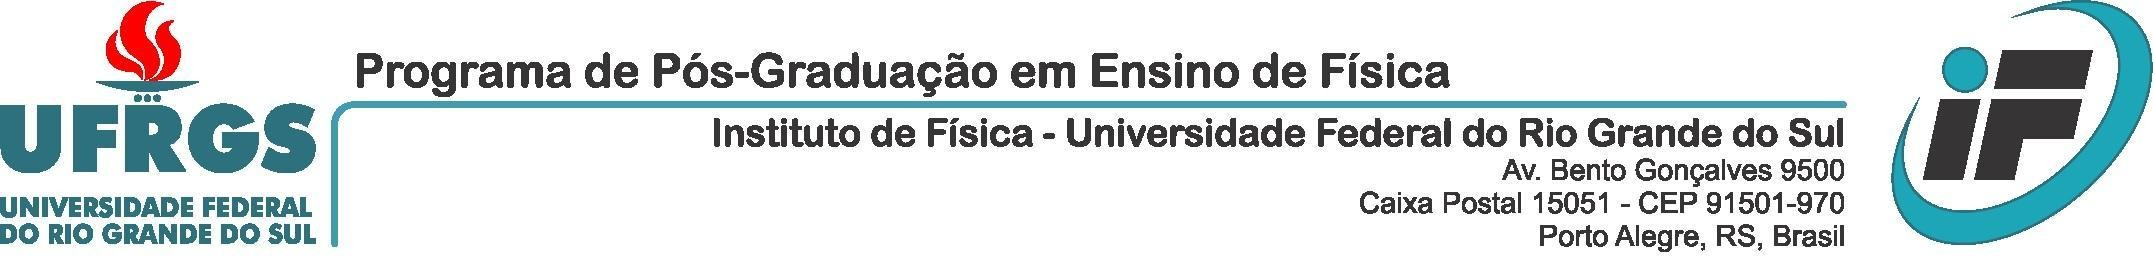 UFRGS
UNIVERSIDADE FEDERAL
DO RIO GRANDE DO SUL
Programa de Pós-Graduação em Ensino de Física
Instituto de Física - Universidade Federal do Rio Grande do Sul
Av. Bento Gonçalves 9500
Caixa Postal 15051 - CEP 91501-970
Porto Alegre, RS, Brasil
iF